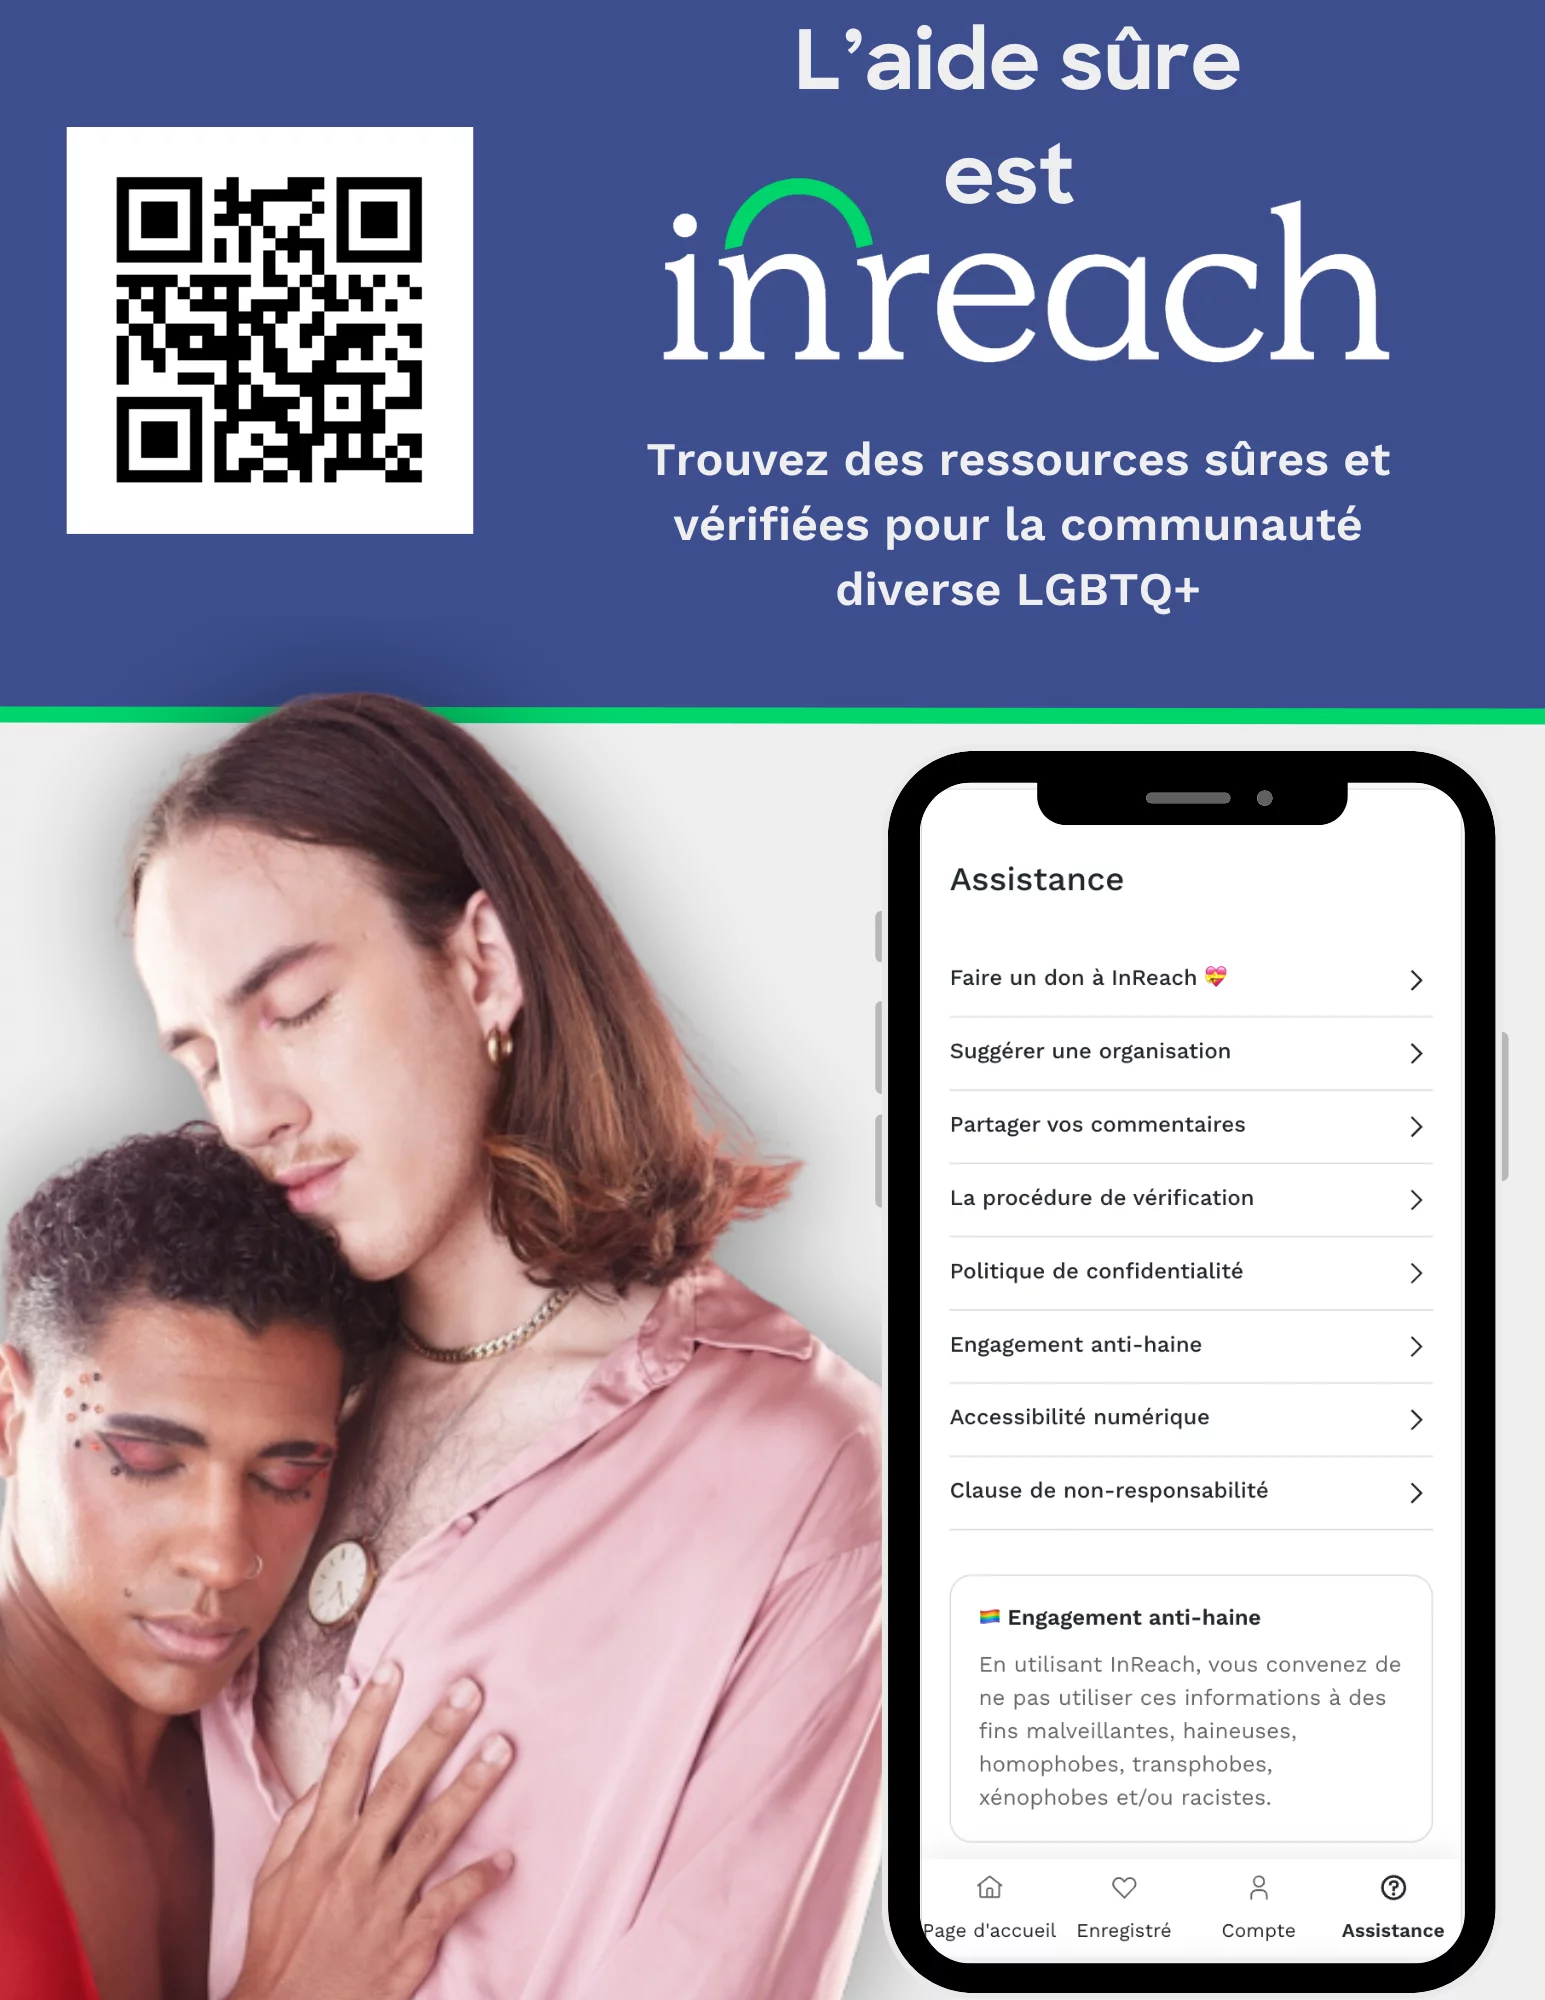 L’aide sûre
est
inreach
Trouvez des ressources sûres et
vérifiées pour la communauté
diverse LGBTQ+
Assistance
Faire un don à InReach 💝
Suggérer une organisation
Partager vos commentaires
La procédure de vérification
Politique de confidentialité
Engagement anti-haine
Accessibilité numérique
Clause de non-responsabilité
🏳️‍🌈 Engagement anti-haine
En utilisant InReach, vous convenez de
ne pas utiliser ces informations à des
fins malveillantes, haineuses,
homophobes, transphobes,
xénophobes et/ou racistes.
Page d'accueil Enregistré Compte Assistance